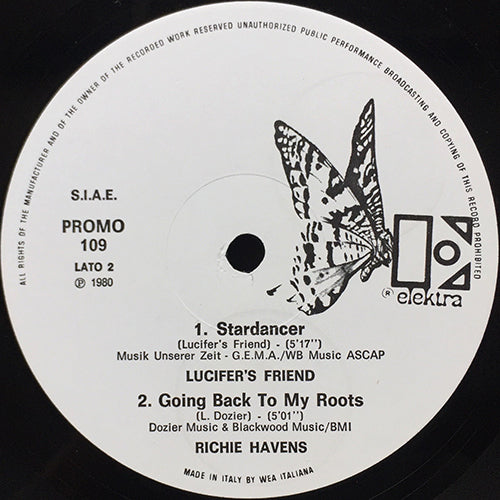 ALL RIGHTS OF THE MANUFACTURER AND OF THE OWNER OF THE RECORDED WORK RESERVED UNAUTHORIZED PUBLIC PERFORMANCE BROADCASTING AND COPYING OF THIS RECORD PROHIBITED
S.I.A.E.
PROMO
109
LATO 2
℗ 1980
® elektra
1. Stardancer
(Lucifer's Friend) - (5'17'')
Musik Unserer Zeit - G.E.M.A./WB Music ASCAP
LUCIFER'S FRIEND
2. Going Back To My Roots
(L. Dozier) - (5'01'')
Dozier Music & Blackwood Music/BMI
RICHIE HAVENS
MADE IN ITALY BY WEA ITALIANA